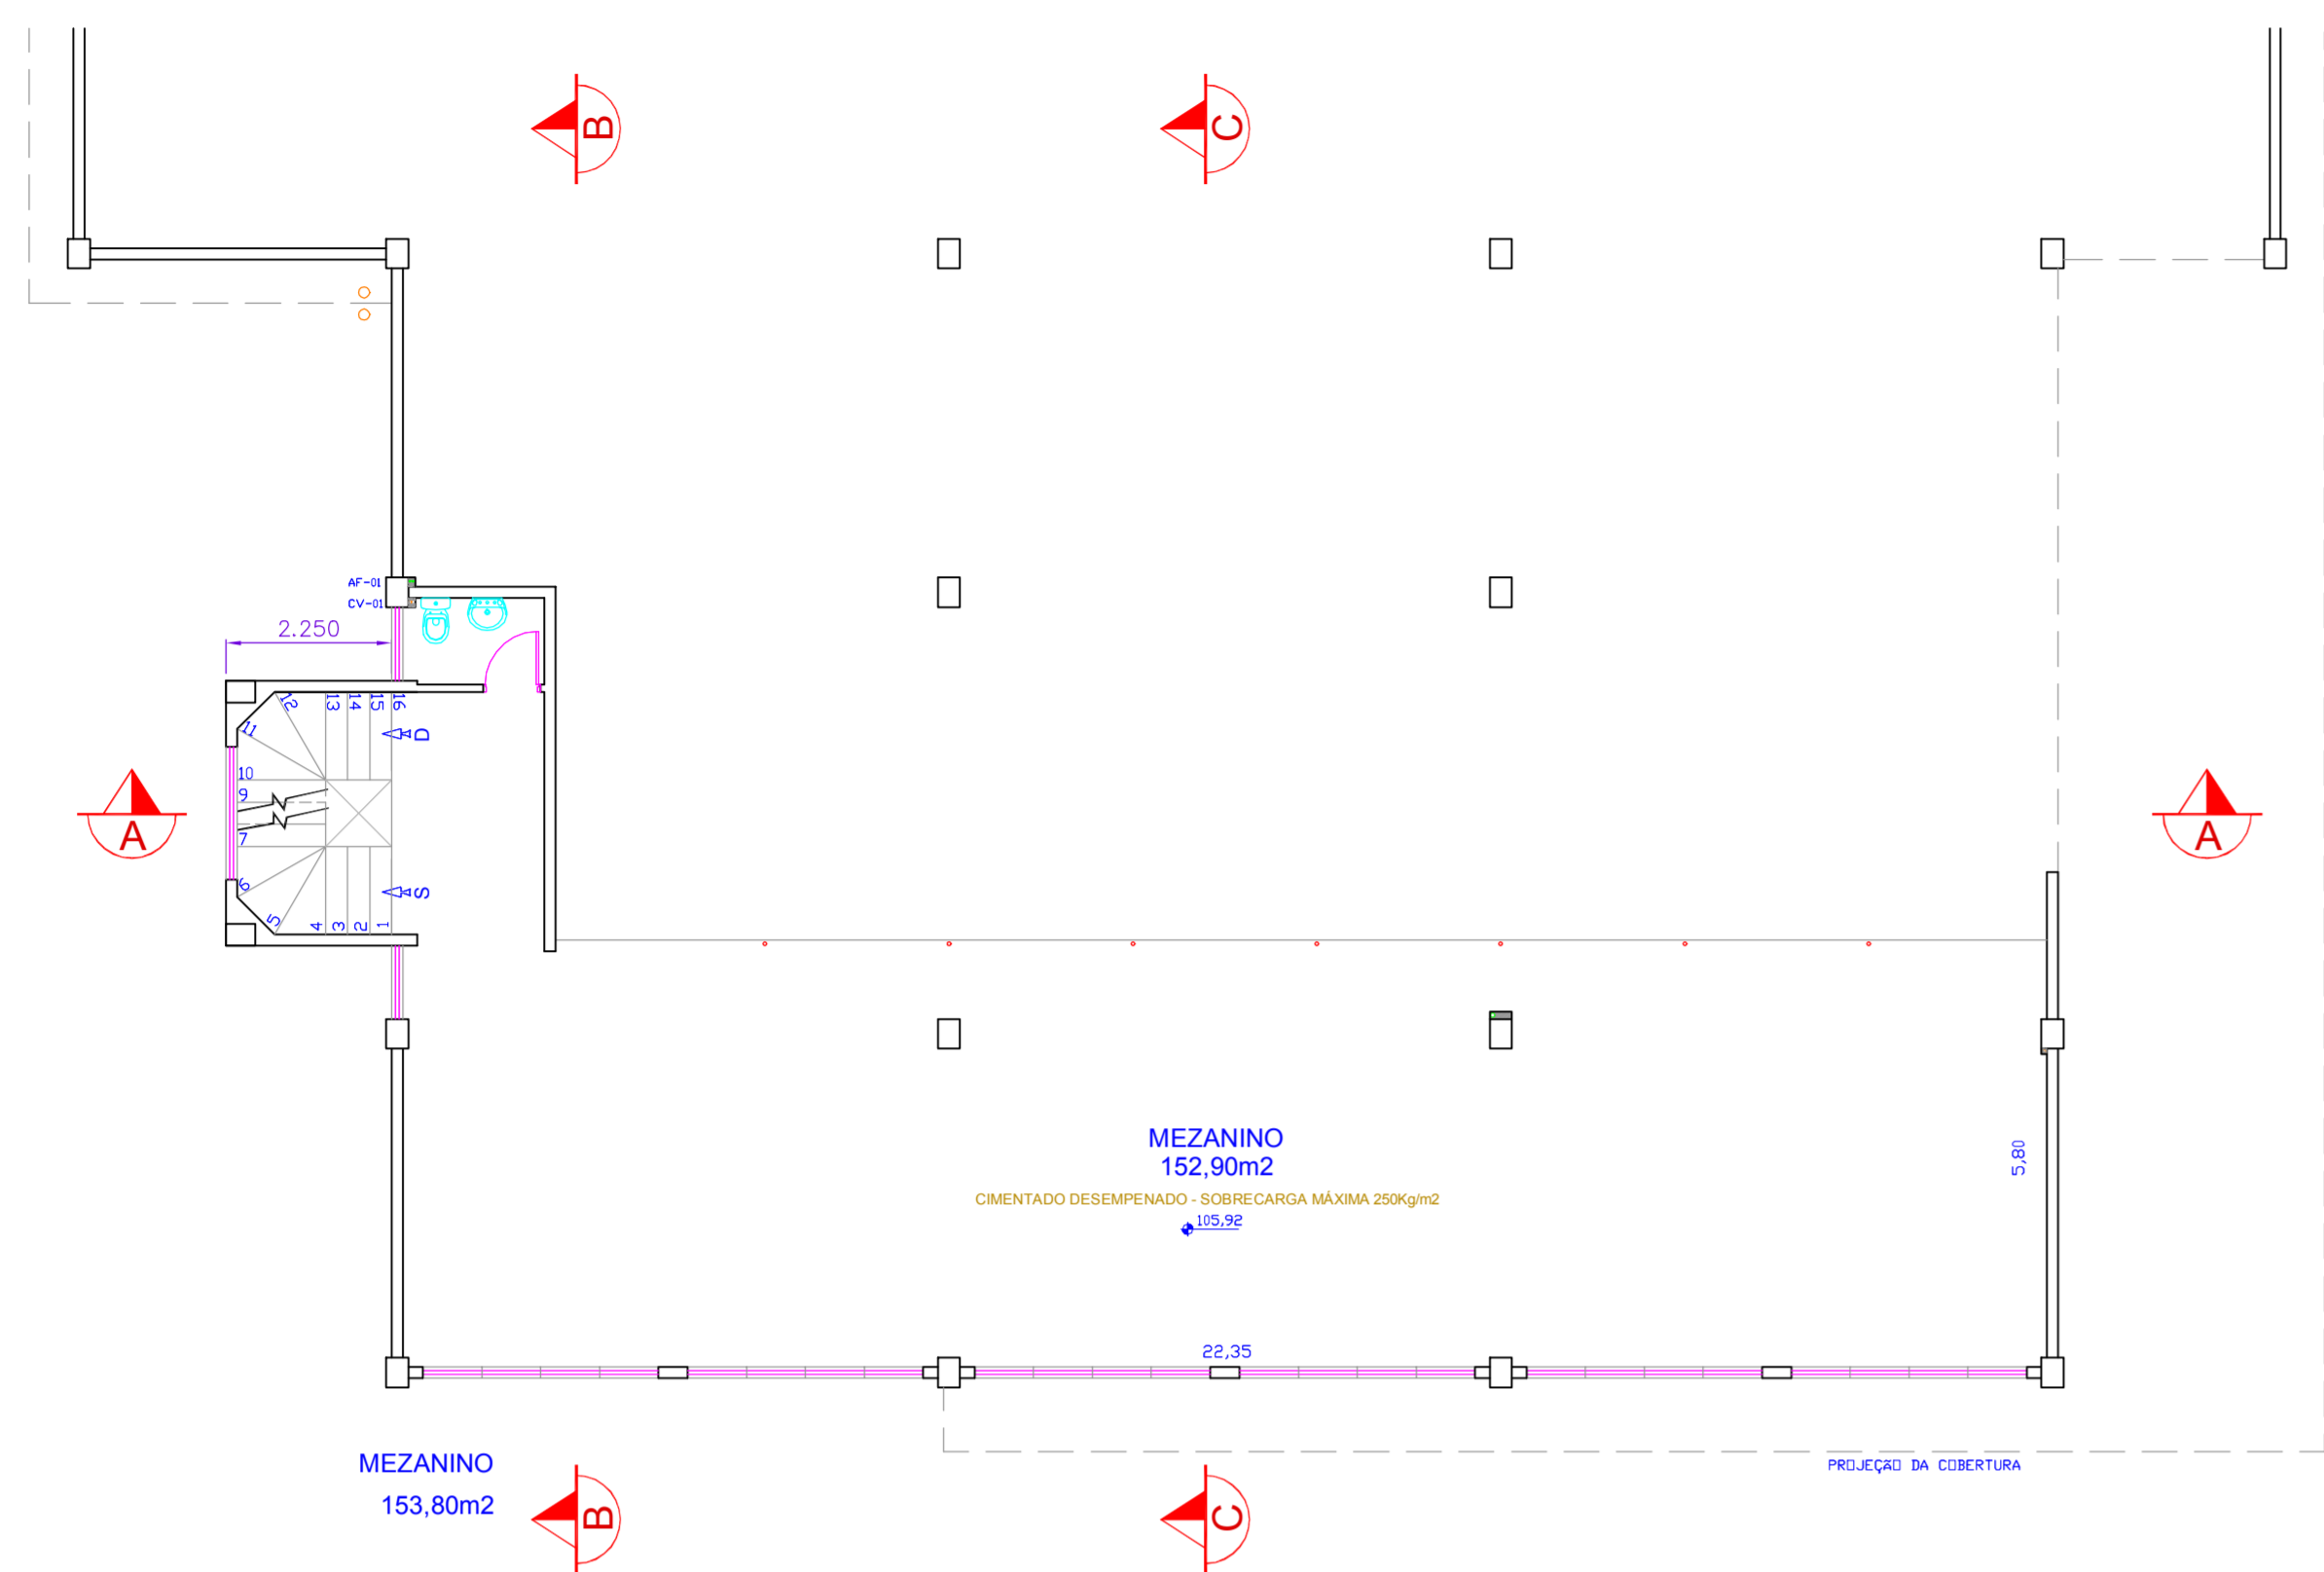 B
C
AF-01
CV-01
2.250
12
13
14
15
16
11
D
10
9
7
A
A
6
S
5
4
3
2
1
MEZANINO
152,90m2
5,80
CIMENTADO DESEMPENADO - SOBRECARGA MÁXIMA 250Kg/m2
105,92
22,35
MEZANINO
PROJEÇÃO DA COBERTURA
153,80m2
B
C